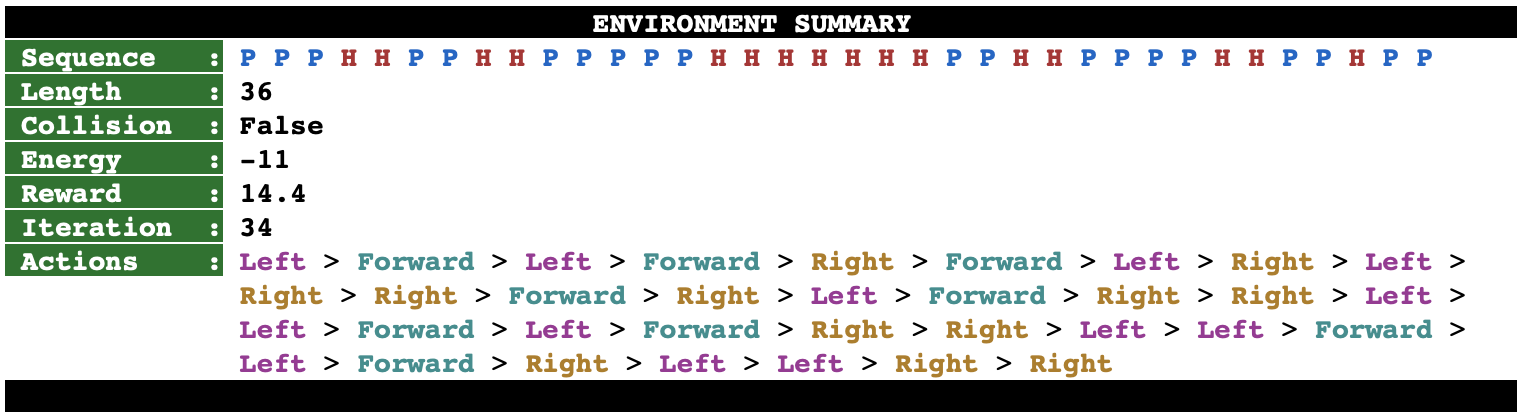 ENVIRONMENT SUMMARY
Sequence : P P P H H P P H H P P P P P H H H H H H H P P H H P P P P H H P P H P P
Length : 36
Collision : False
Energy : -11
Reward : 14.4
Iteration : 34
Actions : Left > Forward > Left > Forward > Right > Forward > Left > Right > Left >
Right > Right > Forward > Right > Left > Forward > Right > Right > Left >
Left > Forward > Left > Forward > Right > Right > Left > Left > Forward >
Left > Forward > Right > Left > Left > Right > Right